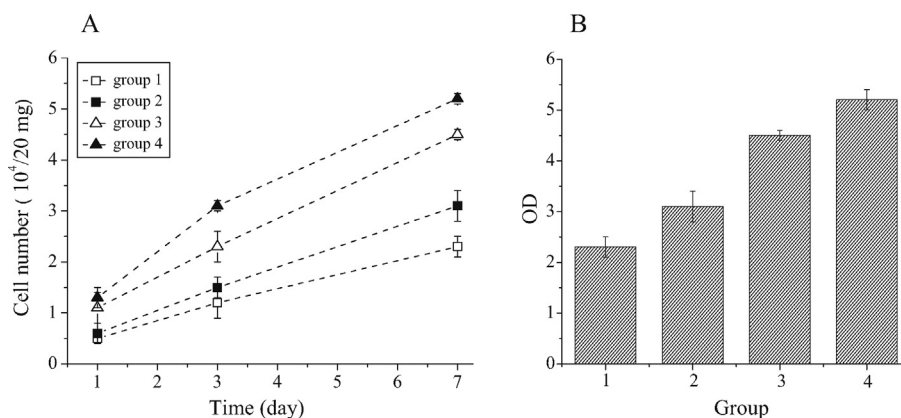 A
6
5
4
3
2
1
0
Cell number ( 10⁴/20 mg)
group 1
group 2
group 3
group 4
1 2 3 4 5 6 7
Time (day)
B
6
5
4
3
2
1
0
OD
1 2 3 4
Group